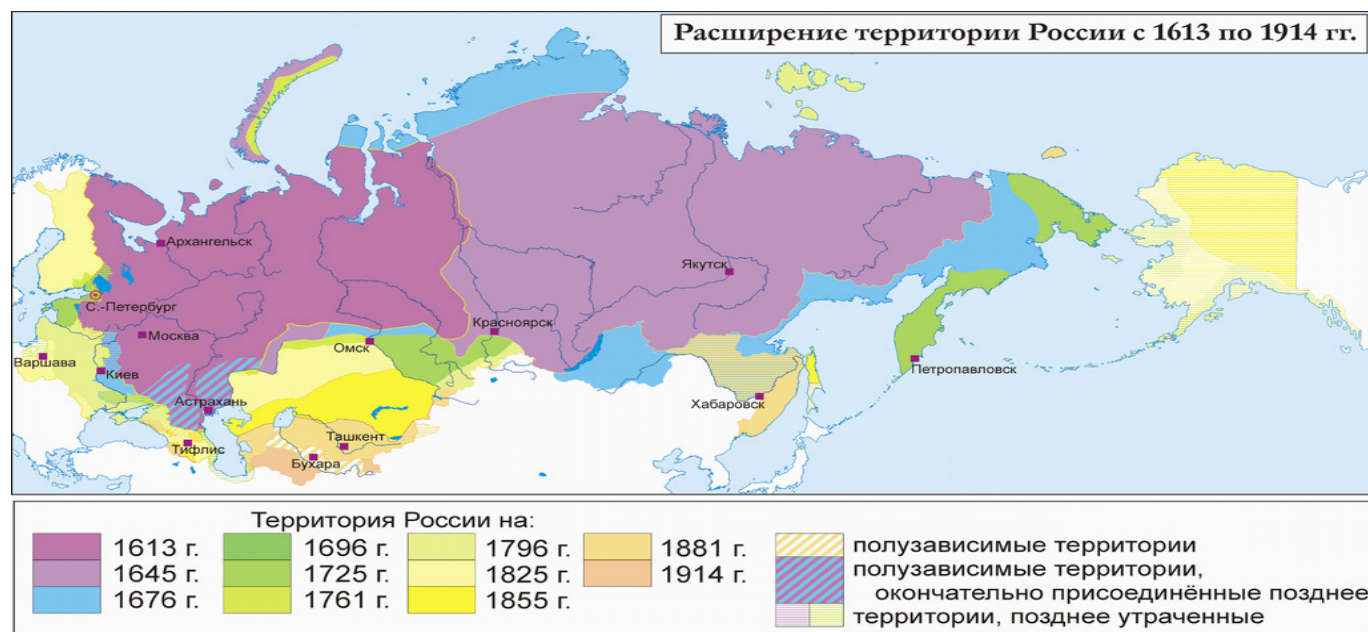 Расширение территории России с 1613 по 1914 гг.
Архангельск
С.-Петербург
Якутск
Москва
Красноярск
Варшава
Омск
Киев
Петропавловск
Астрахань
Хабаровск
Тифлис
Ташкент
Бухара
Территория России на:
1613 г.
1645 г.
1676 г.
1696 г.
1725 г.
1761 г.
1796 г.
1825 г.
1855 г.
1881 г.
1914 г.
полузависимые территории
полузависимые территории,
окончательно присоединённые позднее
территории, позднее утраченные